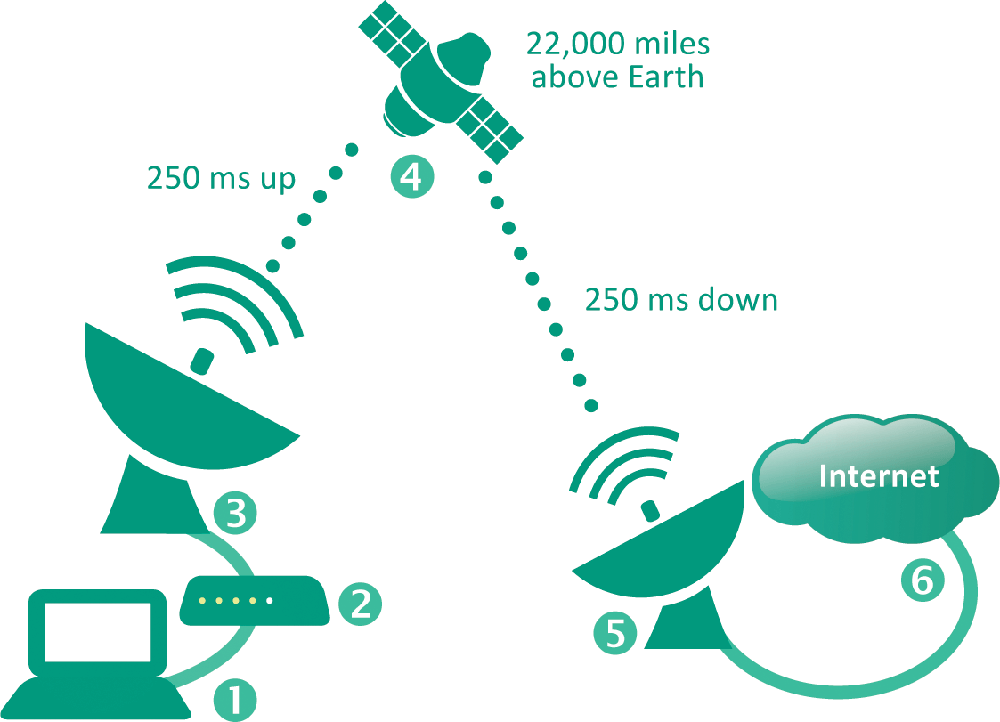 22,000 miles
above Earth
4
250 ms up
250 ms down
Internet
3
6
2
5
1